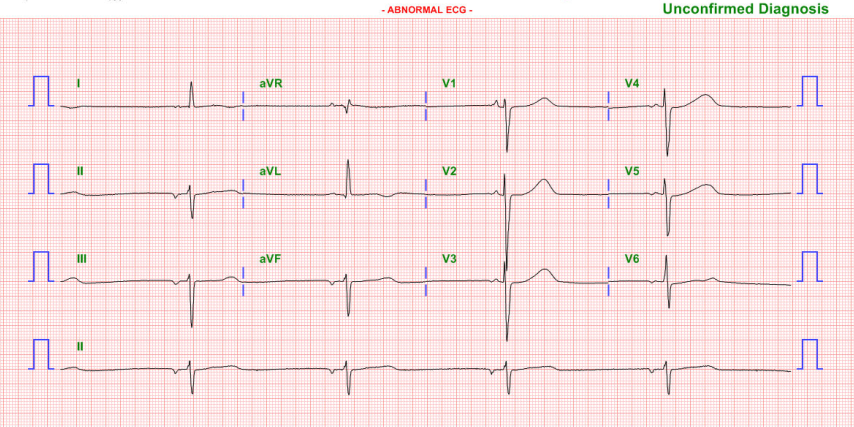 - ABNORMAL ECG -
Unconfirmed Diagnosis
I aVR V1 V4
II aVL V2 V5
III aVF V3 V6
II